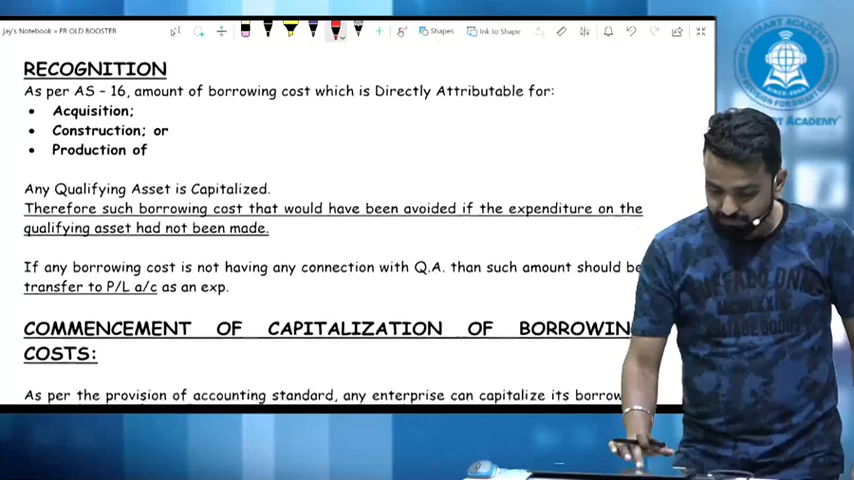 Jay's Notebook » FR OLD BOOSTER
Shapes
Ink to Shape
RECOGNITION
As per AS – 16, amount of borrowing cost which is Directly Attributable for:
• Acquisition;
• Construction; or
• Production of
Any Qualifying Asset is Capitalized.
Therefore such borrowing cost that would have been avoided if the expenditure on the
qualifying asset had not been made.
If any borrowing cost is not having any connection with Q.A. than such amount should be
transfer to P/L a/c as an exp.
COMMENCEMENT OF CAPITALIZATION OF BORROWIN
COSTS:
As per the provision of accounting standard, any enterprise can capitalize its borrow